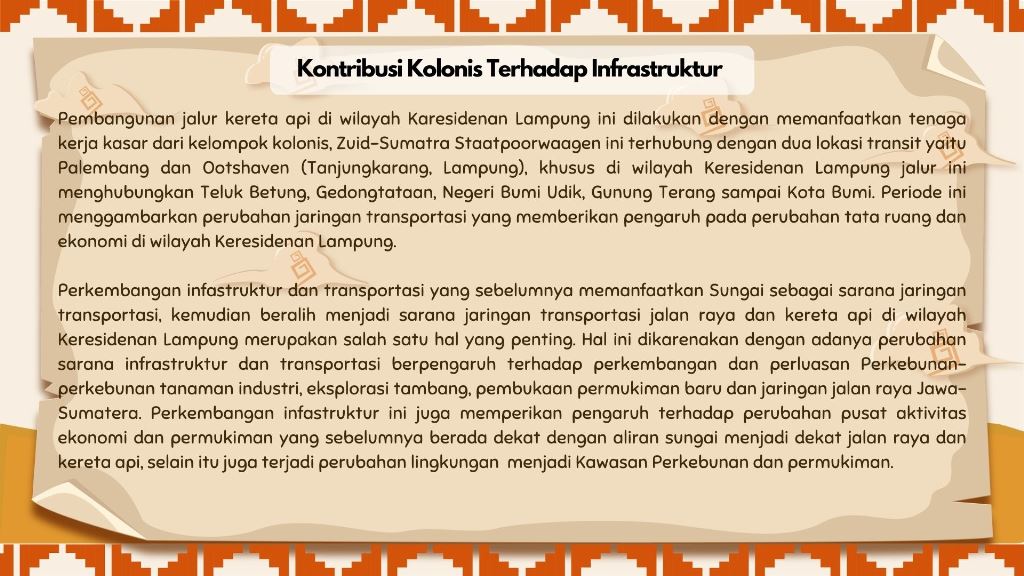 Kontribusi Kolonis Terhadap Infrastruktur
Pembangunan jalur kereta api di wilayah Karesidenan Lampung ini dilakukan dengan memanfaatkan tenaga
kerja kasar dari kelompok kolonis, Zuid-Sumatra Staatpoorwaagen ini terhubung dengan dua lokasi transit yaitu
Palembang dan Ootshaven (Tanjungkarang, Lampung), khusus di wilayah Keresidenan Lampung jalur ini
menghubungkan Teluk Betung, Gedongtataan, Negeri Bumi Udik, Gunung Terang sampai Kota Bumi. Periode ini
menggambarkan perubahan jaringan transportasi yang memberikan pengaruh pada perubahan tata ruang dan
ekonomi di wilayah Keresidenan Lampung.
Perkembangan infastruktur dan transportasi yang sebelumnya memanfaatkan Sungai sebagai sarana jaringan
transportasi, kemudian beralih menjadi sarana jaringan transportasi jalan raya dan kereta api di wilayah
Keresidenan Lampung merupakan salah satu hal yang penting. Hal ini dikarenakan dengan adanya perubahan
sarana infrastruktur dan transportasi berpengaruh terhadap perkembangan dan perluasan Perkebunan-
perkebunan tanaman industri, eksplorasi tambang, pembukaan permukiman baru dan jaringan jalan raya Jawa-
Sumatera. Perkembangan infastruktur ini juga memperikan pengaruh terhadap perubahan pusat aktivitas
ekonomi dan permukiman yang sebelumnya berada dekat dengan aliran sungai menjadi dekat jalan raya dan
kereta api, selain itu juga terjadi perubahan lingkungan menjadi Kawasan Perkebunan dan permukiman.